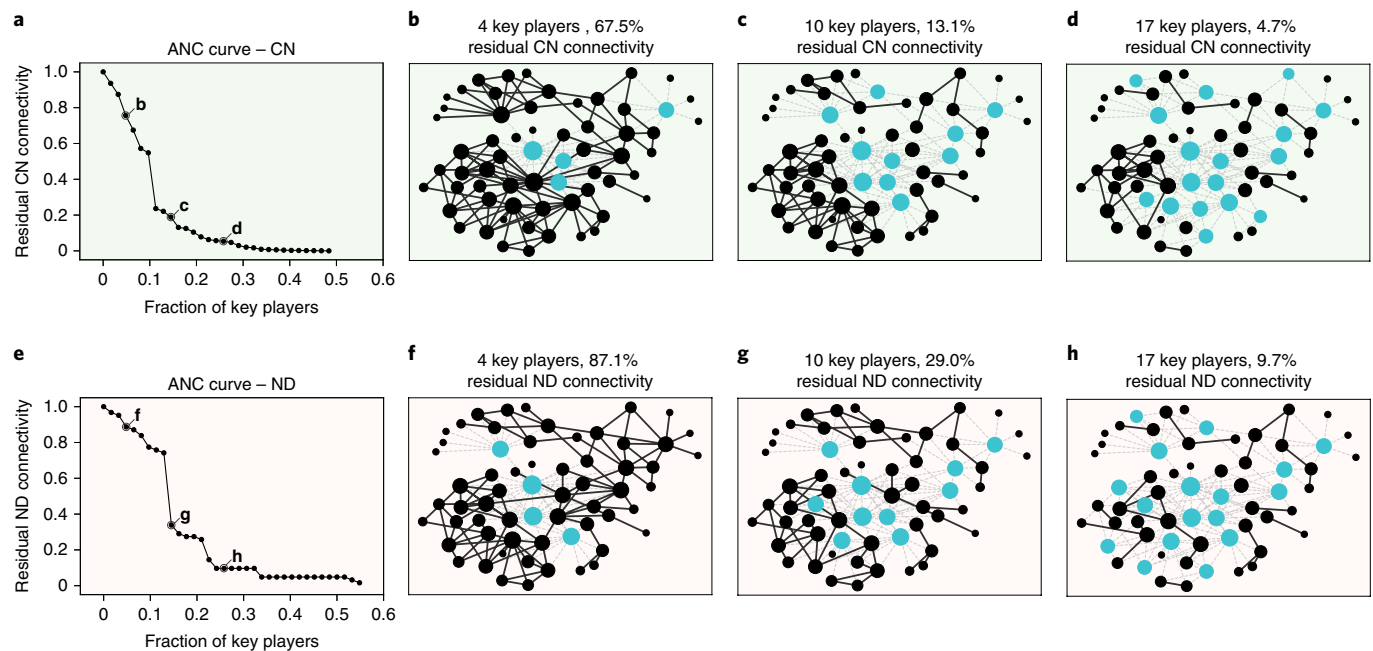 a
ANC curve – CN
Residual CN connectivity
1.0
0.8
0.6
0.4
0.2
0
b
c
d
0 0.1 0.2 0.3 0.4 0.5 0.6
Fraction of key players
b
4 key players , 67.5%
residual CN connectivity
c
10 key players, 13.1%
residual CN connectivity
d
17 key players, 4.7%
residual CN connectivity
e
ANC curve – ND
Residual ND connectivity
1.0
0.8
0.6
0.4
0.2
0
f
g
h
0 0.1 0.2 0.3 0.4 0.5 0.6
Fraction of key players
f
4 key players, 87.1%
residual ND connectivity
g
10 key players, 29.0%
residual ND connectivity
h
17 key players, 9.7%
residual ND connectivity